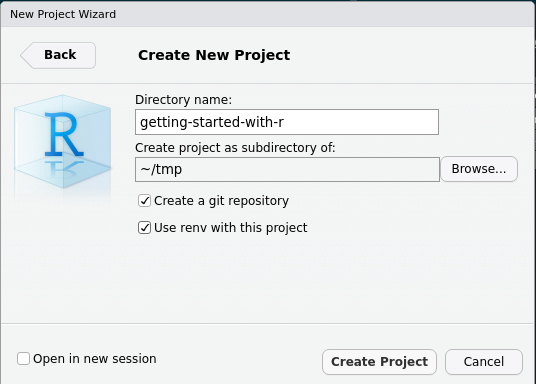 New Project Wizard
Back
Create New Project
R
Directory name:
getting-started-with-r
Create project as subdirectory of:
~/tmp
Browse...
Create a git repository
Use renv with this project
Open in new session
Create Project
Cancel